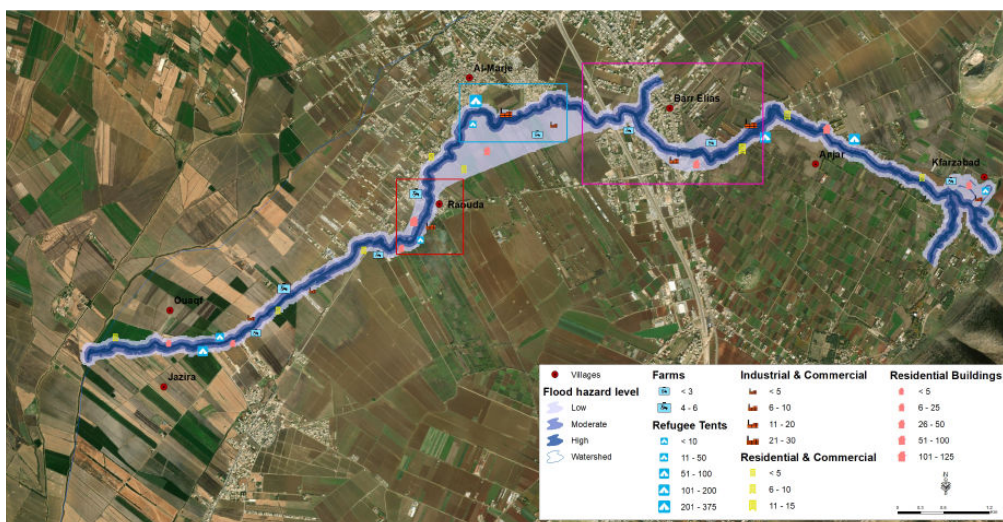 Al-Marje
Barr Elias
Anjar
Kfarzabad
Raouda
Ousaf
Jazira
Villages
Flood hazard level
Low
Moderate
High
Watershed
Farms
< 3
4 - 6
Refugee Tents
< 10
11 - 50
51 - 100
101 - 200
201 - 375
Industrial & Commercial
< 5
6 - 10
11 - 20
21 - 30
Residential & Commercial
< 5
6 - 10
11 - 15
Residential Buildings
< 5
6 - 25
26 - 50
51 - 100
101 - 125
N